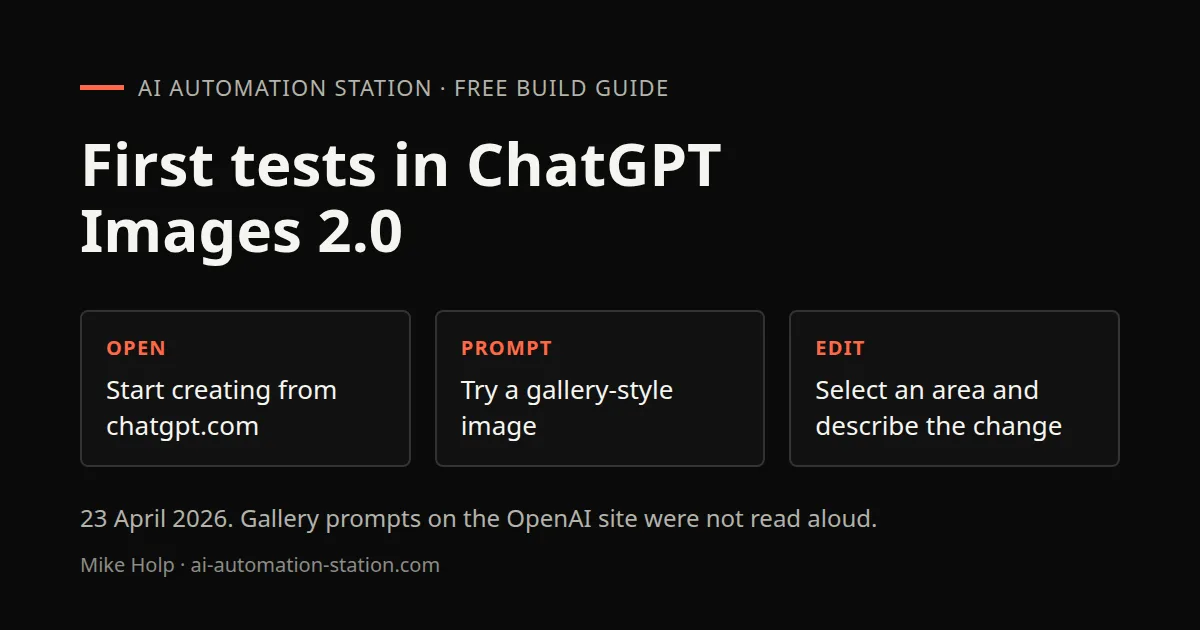 AI AUTOMATION STATION · FREE BUILD GUIDE
First tests in ChatGPT
Images 2.0
OPEN
Start creating from
chatgpt.com
PROMPT
Try a gallery-style
image
EDIT
Select an area and
describe the change
23 April 2026. Gallery prompts on the OpenAI site were not read aloud.
Mike Holp · ai-automation-station.com